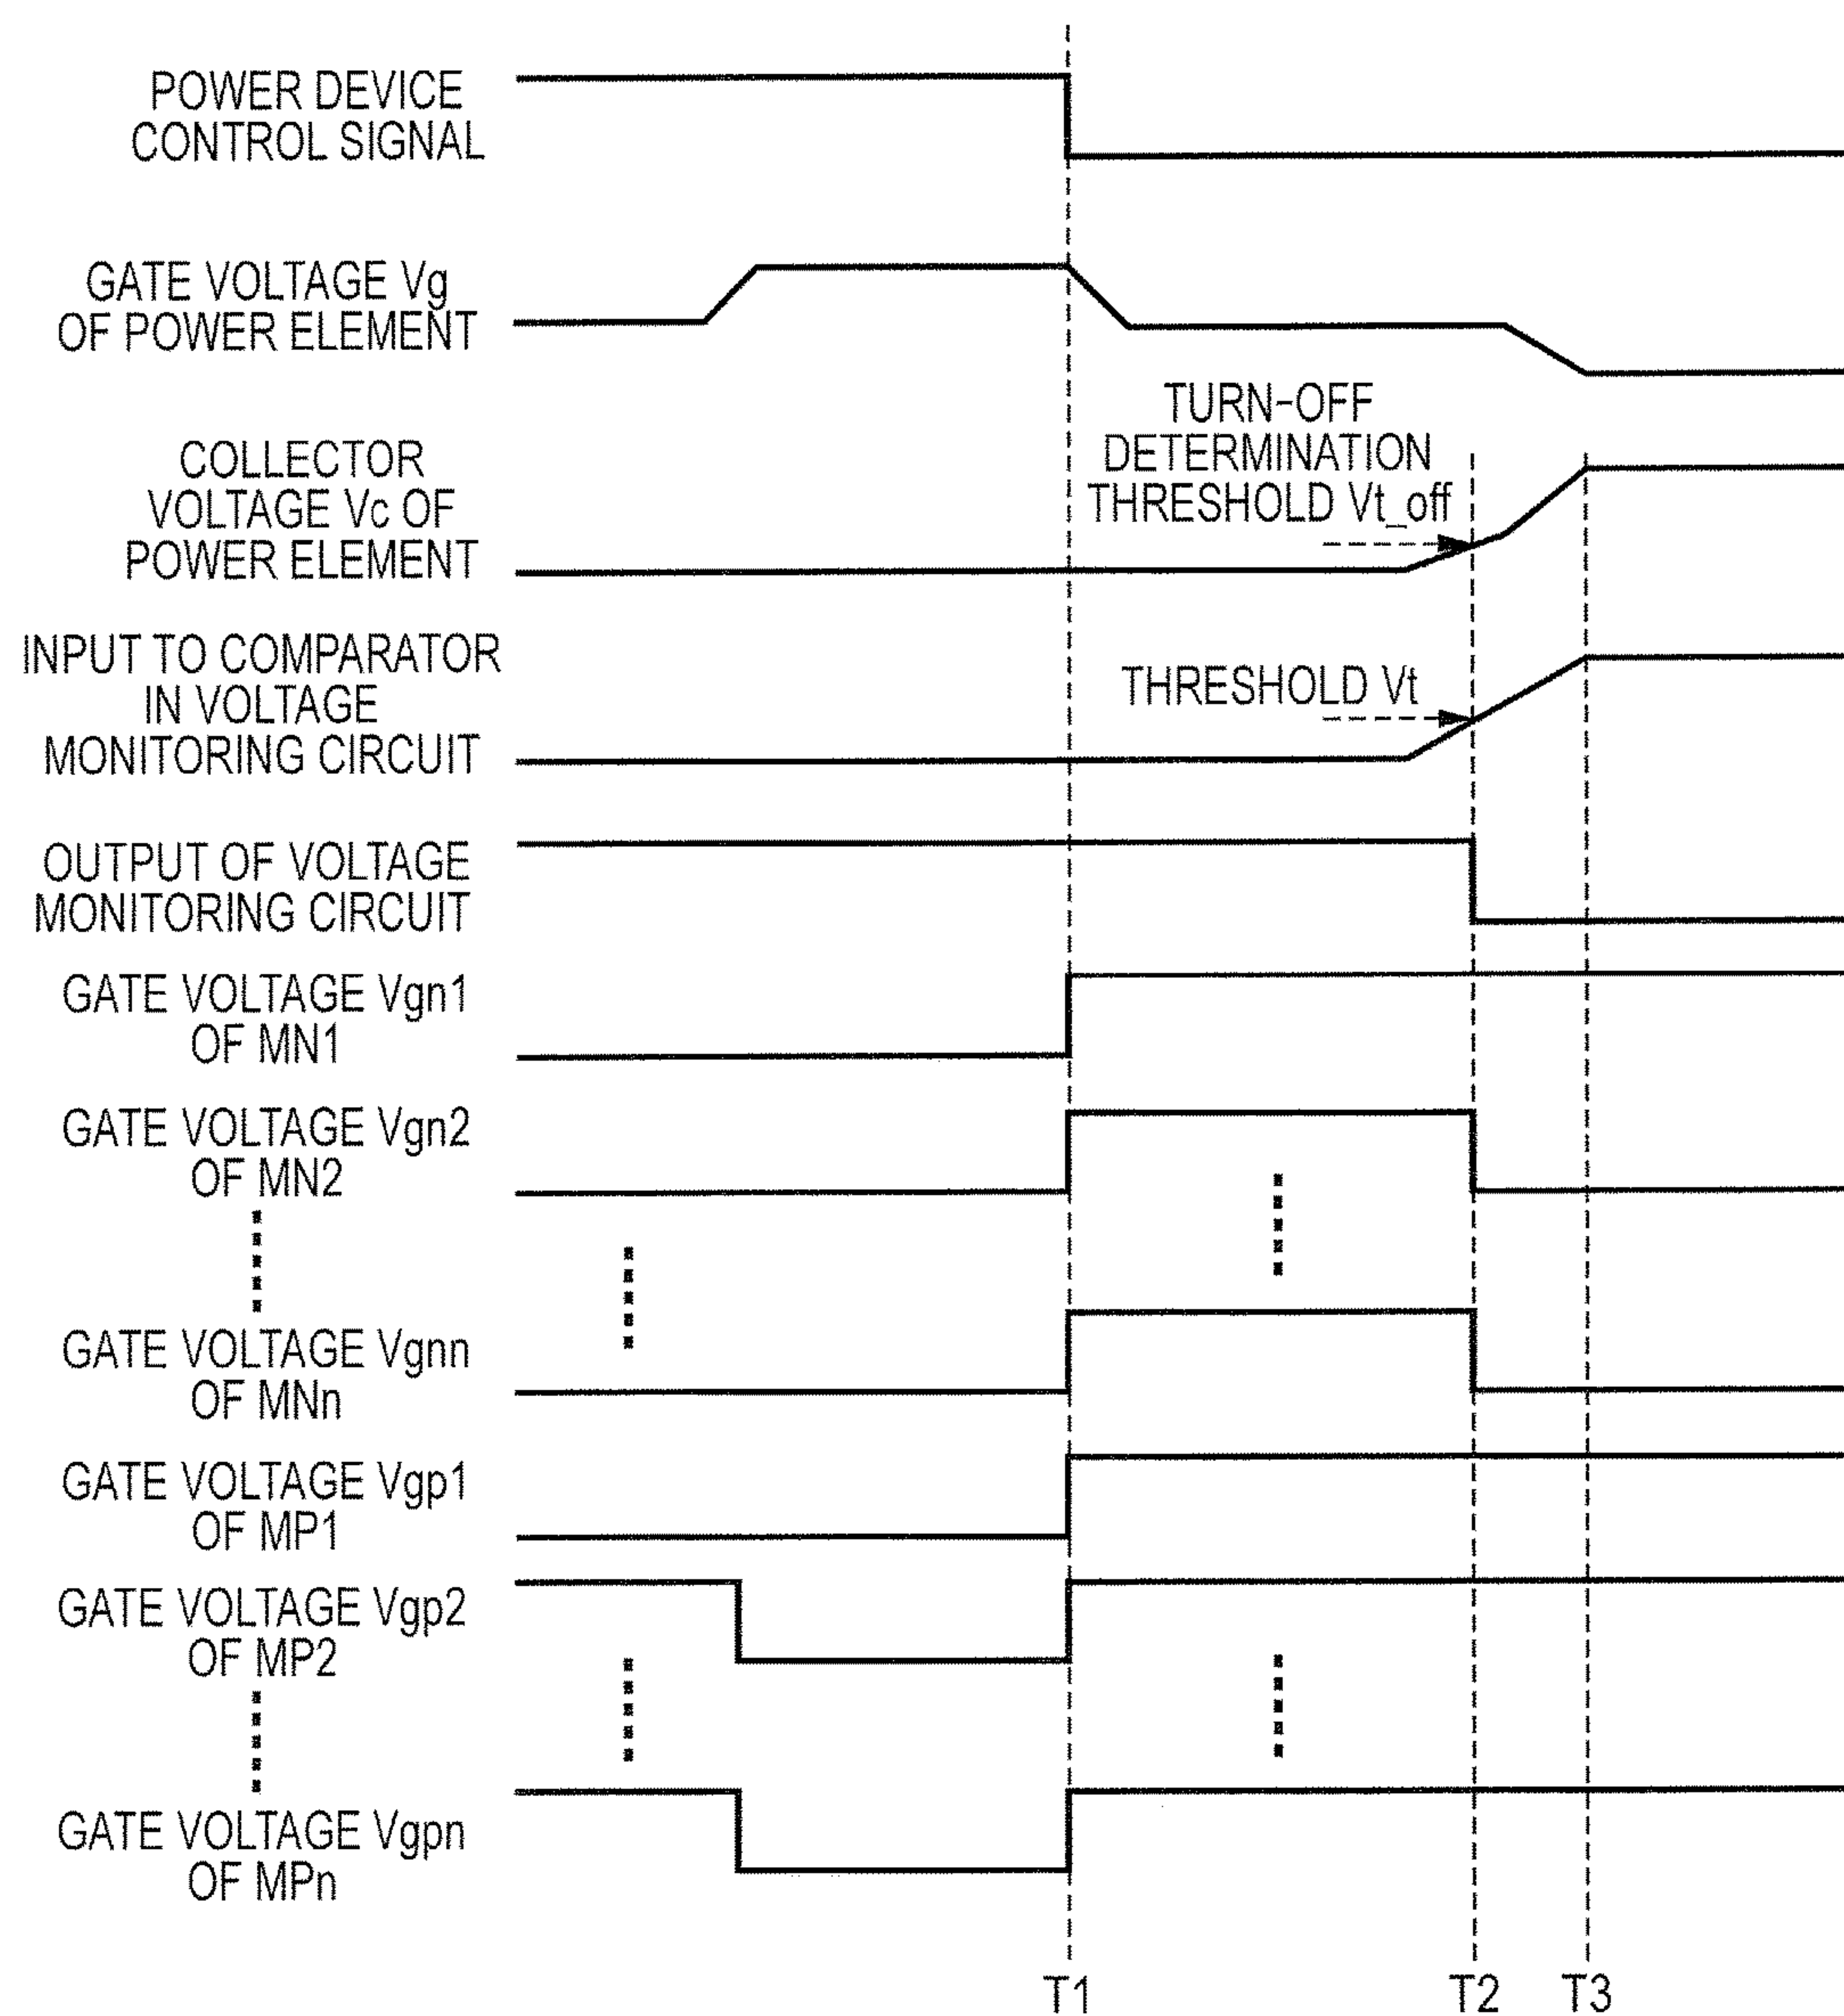 POWER DEVICE
CONTROL SIGNAL
GATE VOLTAGE Vg
OF POWER ELEMENT
TURN-OFF
DETERMINATION
THRESHOLD Vt_off
COLLECTOR
VOLTAGE Vc OF
POWER ELEMENT
INPUT TO COMPARATOR
IN VOLTAGE
MONITORING CIRCUIT
THRESHOLD Vt
OUTPUT OF VOLTAGE
MONITORING CIRCUIT
GATE VOLTAGE Vgn1
OF MN1
GATE VOLTAGE Vgn2
OF MN2
GATE VOLTAGE Vgnn
OF MNn
GATE VOLTAGE Vgp1
OF MP1
GATE VOLTAGE Vgp2
OF MP2
GATE VOLTAGE Vgpn
OF MPn
T1 T2 T3